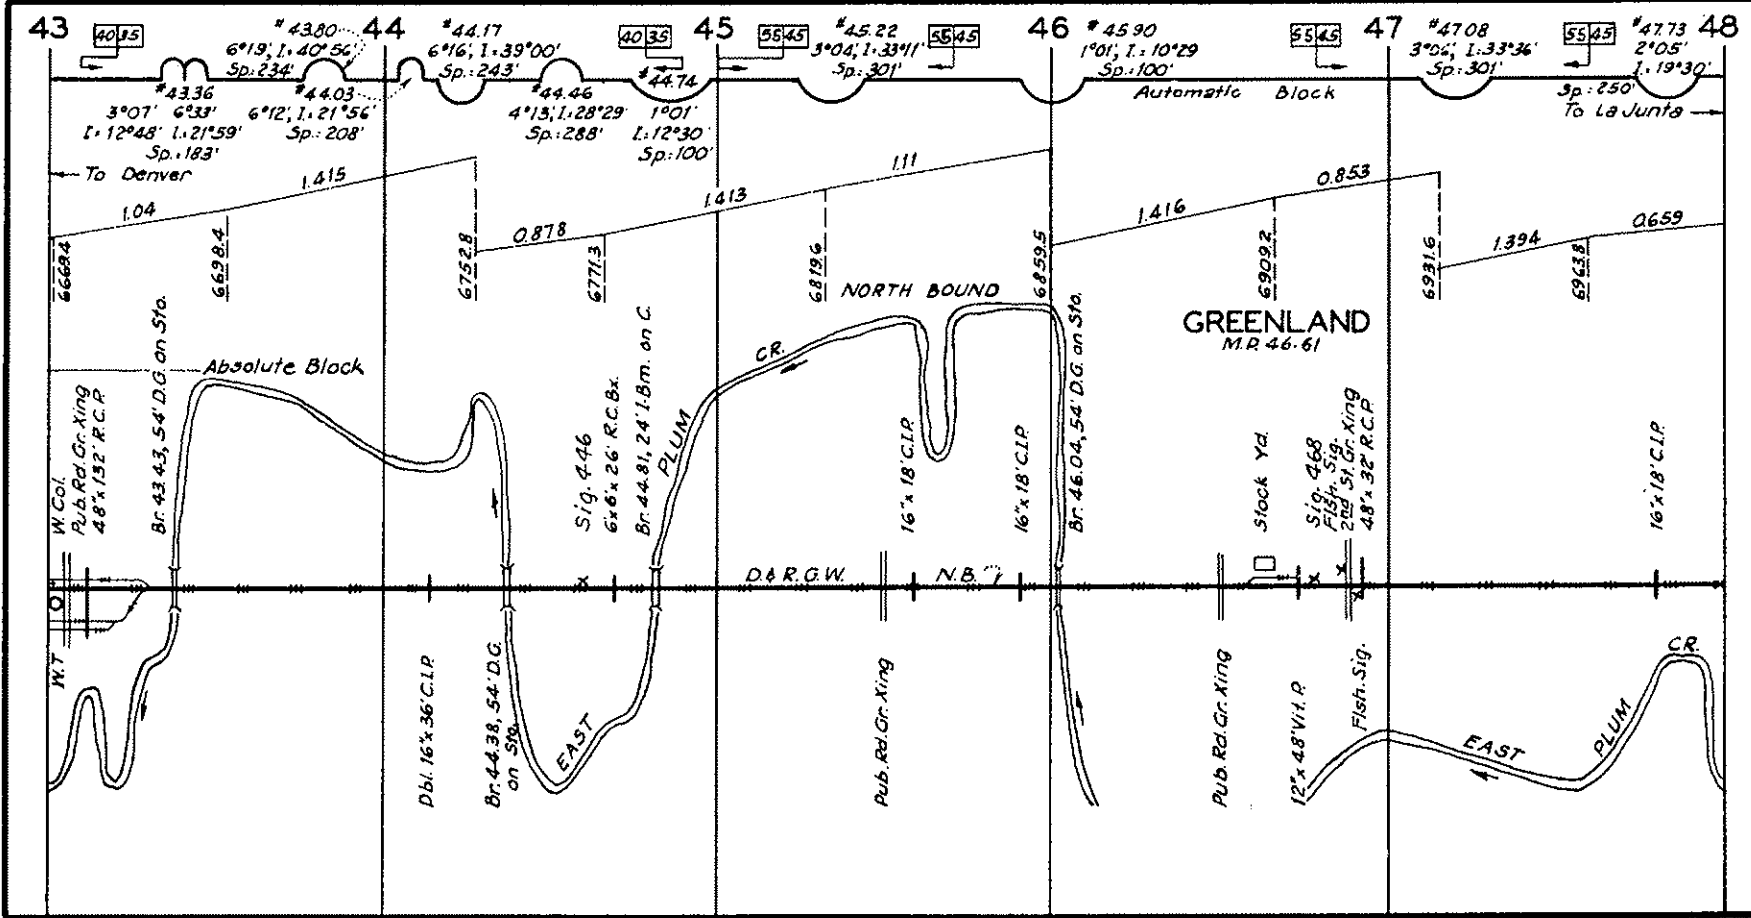 43
44
45
46
47
48
40 35
# 43.80
6°19', I. 40°56'
Sp. 234'
# 44.17
6°16', I. 39°00'
Sp. 243'
40 35
55 45
# 45.22
3°04', I. 33°11'
Sp. 301'
55 45
# 45.90
1°01', I. 10°29
Sp. 100'
55 45
# 47.08
3°06', I. 33°36'
Sp. 301'
55 45
# 47.73
2°05'
I. 19°30'
Sp. 250'
# 43.36
3°07' 6°33'
I. 12°48' I. 21°59'
Sp. 183'
# 44.03
6°12', I. 21°56'
Sp. 208'
# 44.46
4°13', I. 28°29'
Sp. 288'
# 44.74
1°01'
I. 12°30'
Sp. 100'
Automatic Block
To La Junta
To Denver
1.04
1.415
0.878
1.413
1.11
1.416
0.853
1.394
0.659
6669.4
6698.4
6752.8
6771.3
6819.6
6859.5
6909.2
6931.6
6963.8
NORTH BOUND
GREENLAND
M.P. 46.61
Absolute Block
W. Col.
Pub. Rd. Gr. Xing
48" x 132' R.C.P.
Br. 43.43, 54' D.G. on Sto.
Sig. 446
6'x6'x 26' R.C. Bx.
Br. 44.81, 24' I-Bm. on C.
PLUM
CR.
16" x 18' C.I.P.
16" x 18' C.I.P.
Br. 46.04, 54' D.G. on Sto.
Stock Yd.
Sig. 468
Flsh. Sig.
2nd St. Gr. Xing
48" x 32' R.C.P.
16" x 18' C.I.P.
D. & R. G. W.
N.B.
W.T.
Dbl. 16" x 36' C.I.P.
Br. 44.38, 54' D.G.
on Sto.
EAST
Pub. Rd. Gr. Xing
Pub. Rd. Gr. Xing
12" x 48' Vit. P.
Flsh. Sig.
EAST
PLUM
CR.